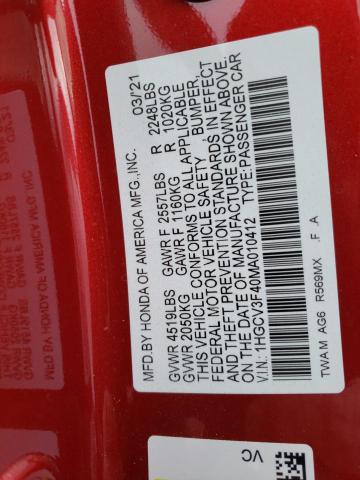 MFD.BY HONDA OF AMERICA MFG.,INC. 03/21
GVWR 4519LBS GAWR F 2557LBS R 2248LBS
GVWR 2050KG GAWR F 1160KG R 1020KG
THIS VEHICLE CONFORMS TO ALL APPLICABLE
FEDERAL MOTOR VEHICLE SAFETY, BUMPER,
AND THEFT PREVENTION STANDARDS IN EFFECT
ON THE DATE OF MANUFACTURE SHOWN ABOVE.
V.I.N: 1HGCV3F40MA010412 TYPE:PASSENGER CAR
TWA M AG6 R569MX .F .A
VC